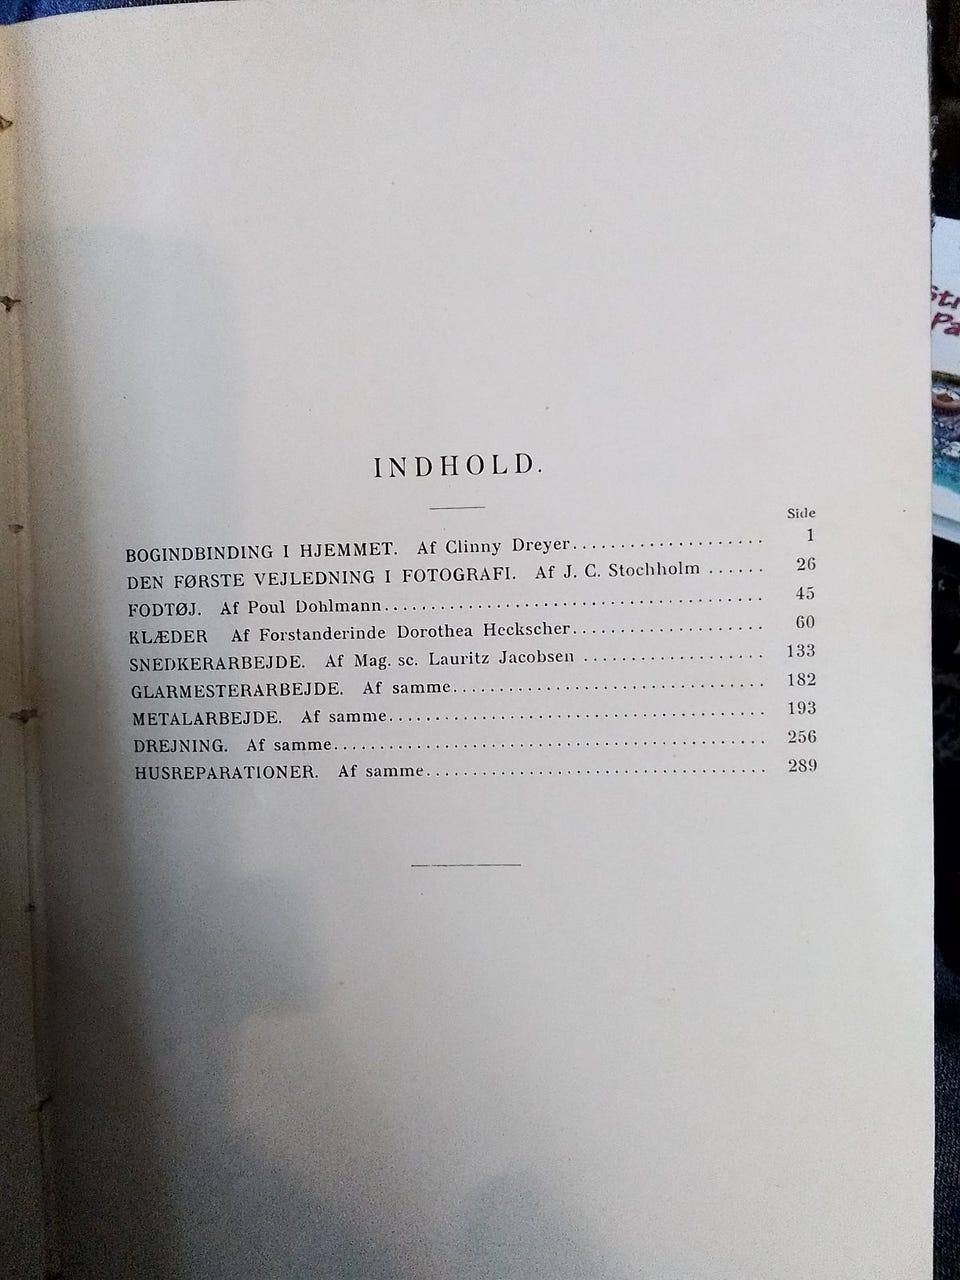 INDHOLD.
Side
BOGINDBINDING I HJEMMET. Af Clinny Dreyer.................... 1
DEN FØRSTE VEJLEDNING I FOTOGRAFI. Af J. C. Stochholm ...... 26
FODTØJ. Af Poul Dohlmann........................................ 45
KLÆDER Af Forstanderinde Dorothea Heckscher.................... 60
SNEDKERARBEJDE. Af Mag. sc. Lauritz Jacobsen ................... 133
GLARMESTERARBEJDE. Af samme................................. 182
METALARBEJDE. Af samme........................................ 193
DREJNING. Af samme.............................................. 256
HUSREPARATIONER. Af samme.................................... 289